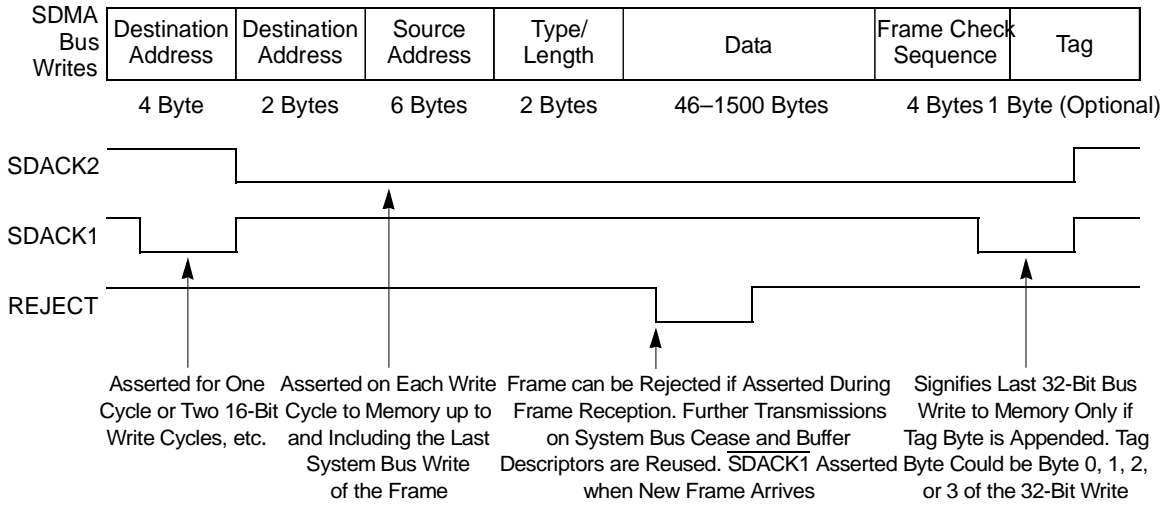 SDMA
Bus
Writes
Destination
Address
Destination
Address
Source
Address
Type/
Length
Data
Frame Check
Sequence
Tag
4 Byte
2 Bytes
6 Bytes
2 Bytes
46–1500 Bytes
4 Bytes
1 Byte (Optional)
SDACK2
SDACK1
REJECT
Asserted for One
Cycle or Two 16-Bit
Write Cycles, etc.
Asserted on Each Write
Cycle to Memory up to
and Including the Last
System Bus Write
of the Frame
Frame can be Rejected if Asserted During
Frame Reception. Further Transmissions
on System Bus Cease and Buffer
Descriptors are Reused. SDACK1 Asserted
when New Frame Arrives
Signifies Last 32-Bit Bus
Write to Memory Only if
Tag Byte is Appended. Tag
Byte Could be Byte 0, 1, 2,
or 3 of the 32-Bit Write